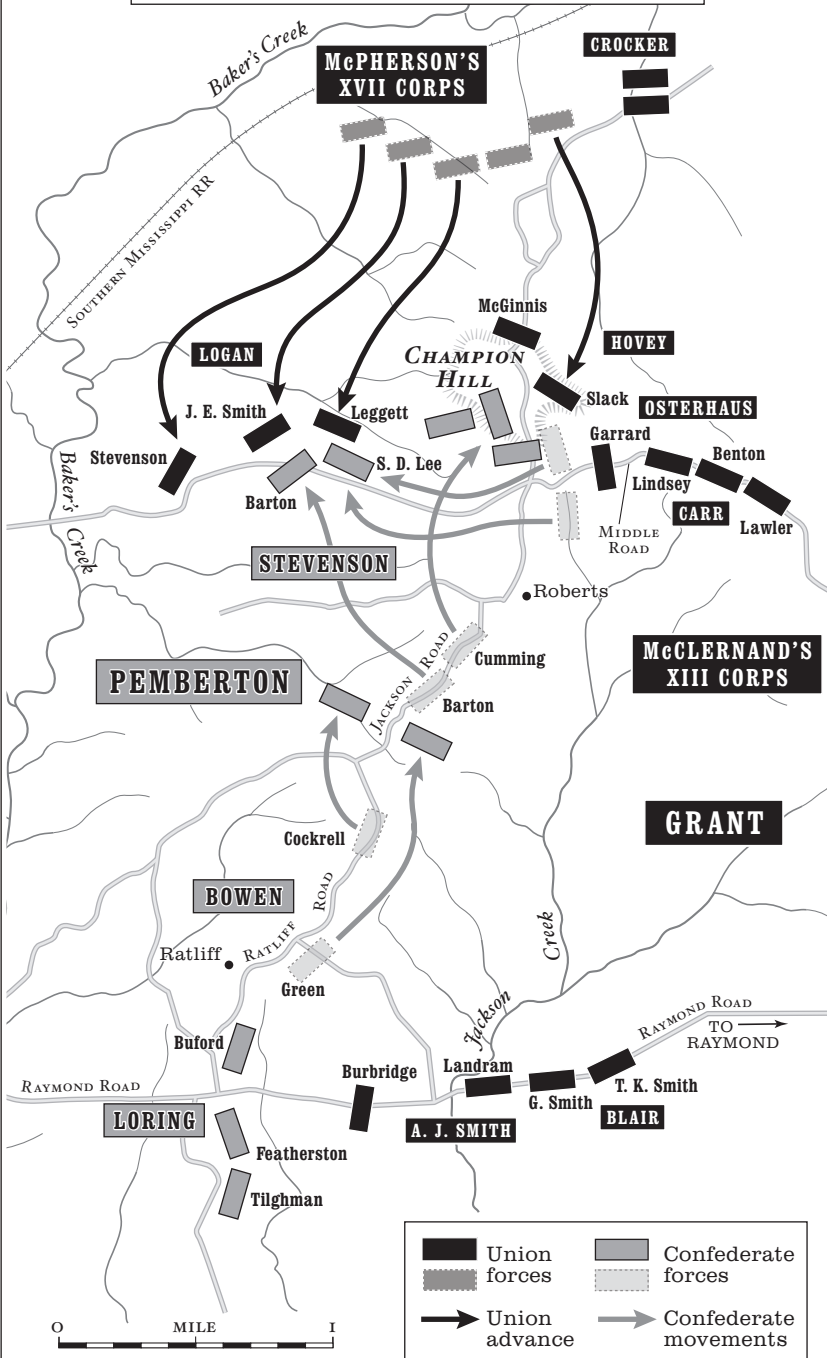 Baker's Creek
CROCKER
McPHERSON'S
XVII CORPS
SOUTHERN MISSISSIPPI RR
McGinnis
HOVEY
LOGAN
CHAMPION
HILL
Slack
OSTERHAUS
J. E. Smith
Leggett
Garrard
Benton
Stevenson
S. D. Lee
Lindsey
Barton
CARR
Lawler
Baker's Creek
MIDDLE
ROAD
STEVENSON
Roberts
JACKSON ROAD
Cumming
McCLERNAND'S
XIII CORPS
PEMBERTON
Barton
GRANT
Cockrell
BOWEN
RATLIFF ROAD
Ratliff
Green
Jackson Creek
Buford
RAYMOND ROAD
TO
RAYMOND
Burbridge
Landram
RAYMOND ROAD
T. K. Smith
G. Smith
LORING
A. J. SMITH
BLAIR
Featherston
Tilghman
Union
forces
Confederate
forces
Union
advance
Confederate
movements
0 MILE 1